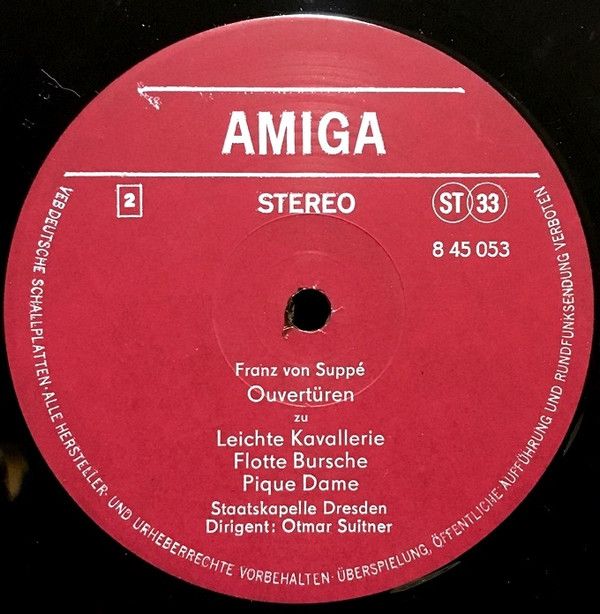 AMIGA
2
STEREO
ST 33
8 45 053
Franz von Suppé
Ouvertüren
zu
Leichte Kavallerie
Flotte Bursche
Pique Dame
Staatskapelle Dresden
Dirigent: Otmar Suitner
VEB DEUTSCHE SCHALLPLATTEN · ALLE HERSTELLER- UND URHEBERRECHTE VORBEHALTEN · ÜBERSPIELUNG, ÖFFENTLICHE AUFFÜHRUNG UND RUNDFUNKSENDUNG VERBOTEN